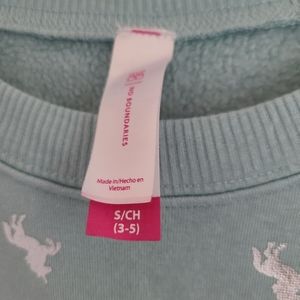 NO BOUNDARIES
Made in/Hecho en
Vietnam
S/CH
(3-5)